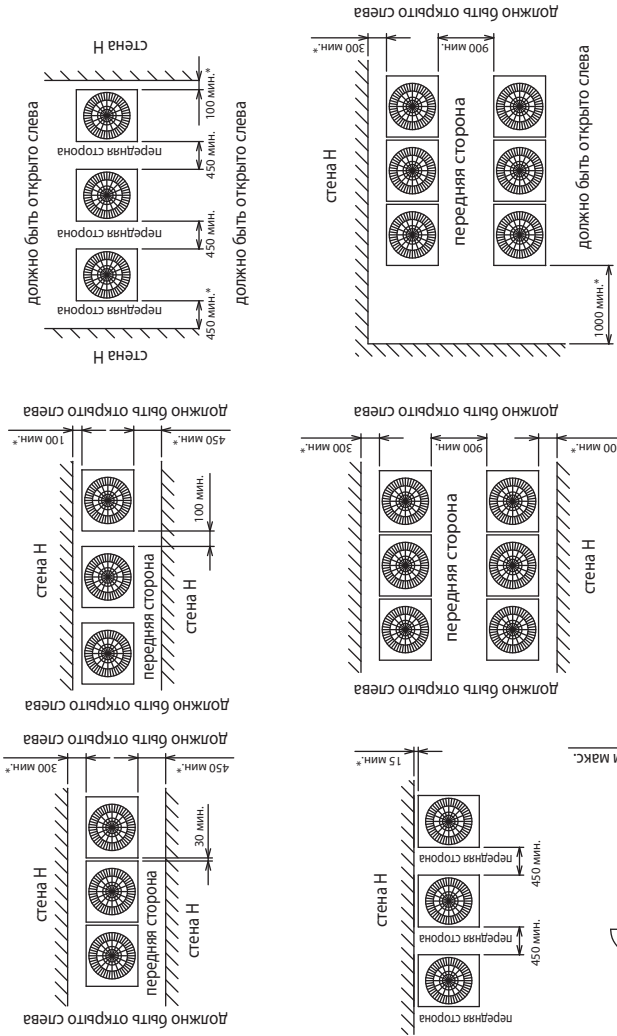 стена H
должно быть открыто слева
100 мин.*
передняя сторона
450 мин.
передняя сторона
450 мин.
передняя сторона
450 мин.*
должно быть открыто слева
стена H
должно быть открыто слева
300 мин.*
900 мин.
стена H
передняя сторона
должно быть открыто слева
1000 мин.*
должно быть открыто слева
100 мин.*
450 мин.*
стена H
100 мин.
передняя сторона
стена H
должно быть открыто слева
должно быть открыто слева
300 мин.*
900 мин.
00 мин.*
передняя сторона
стена H
должно быть открыто слева
должно быть открыто слева
300 мин.*
450 мин.*
стена H
30 мин.
передняя сторона
стена H
должно быть открыто слева
15 мин.*
стена H
передняя сторона
450 мин.
передняя сторона
450 мин.
передняя сторона
макс.